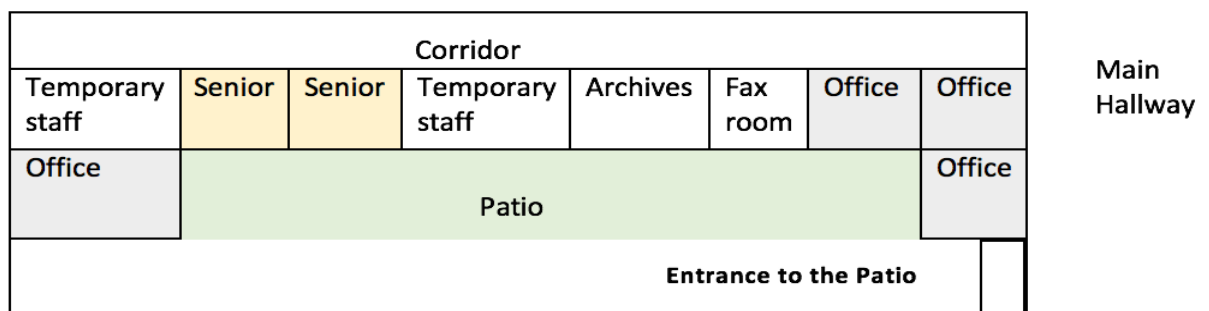 Corridor
Main
Hallway
Temporary
staff
Senior
Senior
Temporary
staff
Archives
Fax
room
Office
Office
Office
Office
Patio
Entrance to the Patio